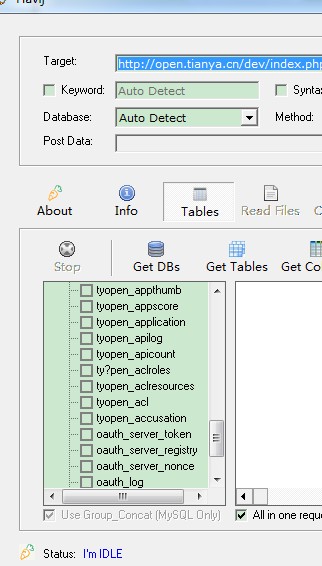 Havij
Target: http://open.tianya.cn/dev/index.php
Keyword: Auto Detect Synta
Database: Auto Detect Method:
Post Data:
About Info Tables Read Files C
Stop Get DBs Get Tables Get Co
tyopen_appthumb
tyopen_appscore
tyopen_application
tyopen_apilog
tyopen_apicount
ty?pen_aclroles
tyopen_aclresources
tyopen_acl
tyopen_accusation
oauth_server_token
oauth_server_registry
oauth_server_nonce
oauth_log
Use Group_Concat (MySQL Only) All in one reque
Status: I'm IDLE